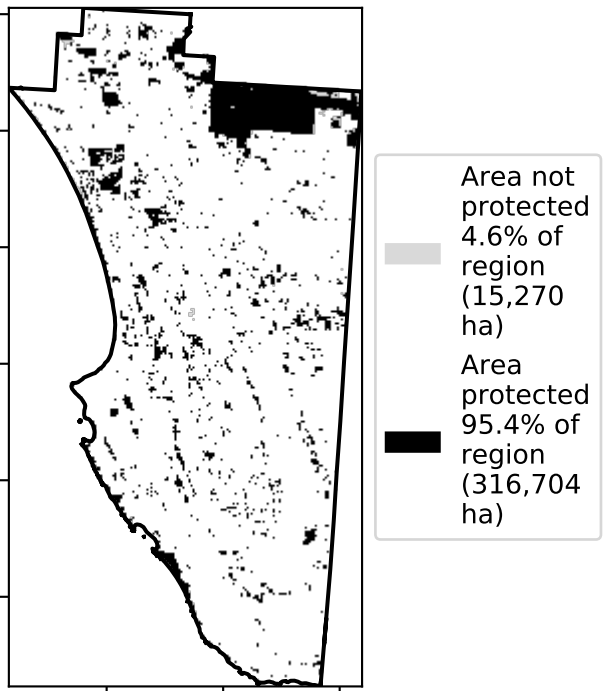 Area not
protected
4.6% of
region
(15,270
ha)
Area
protected
95.4% of
region
(316,704
ha)